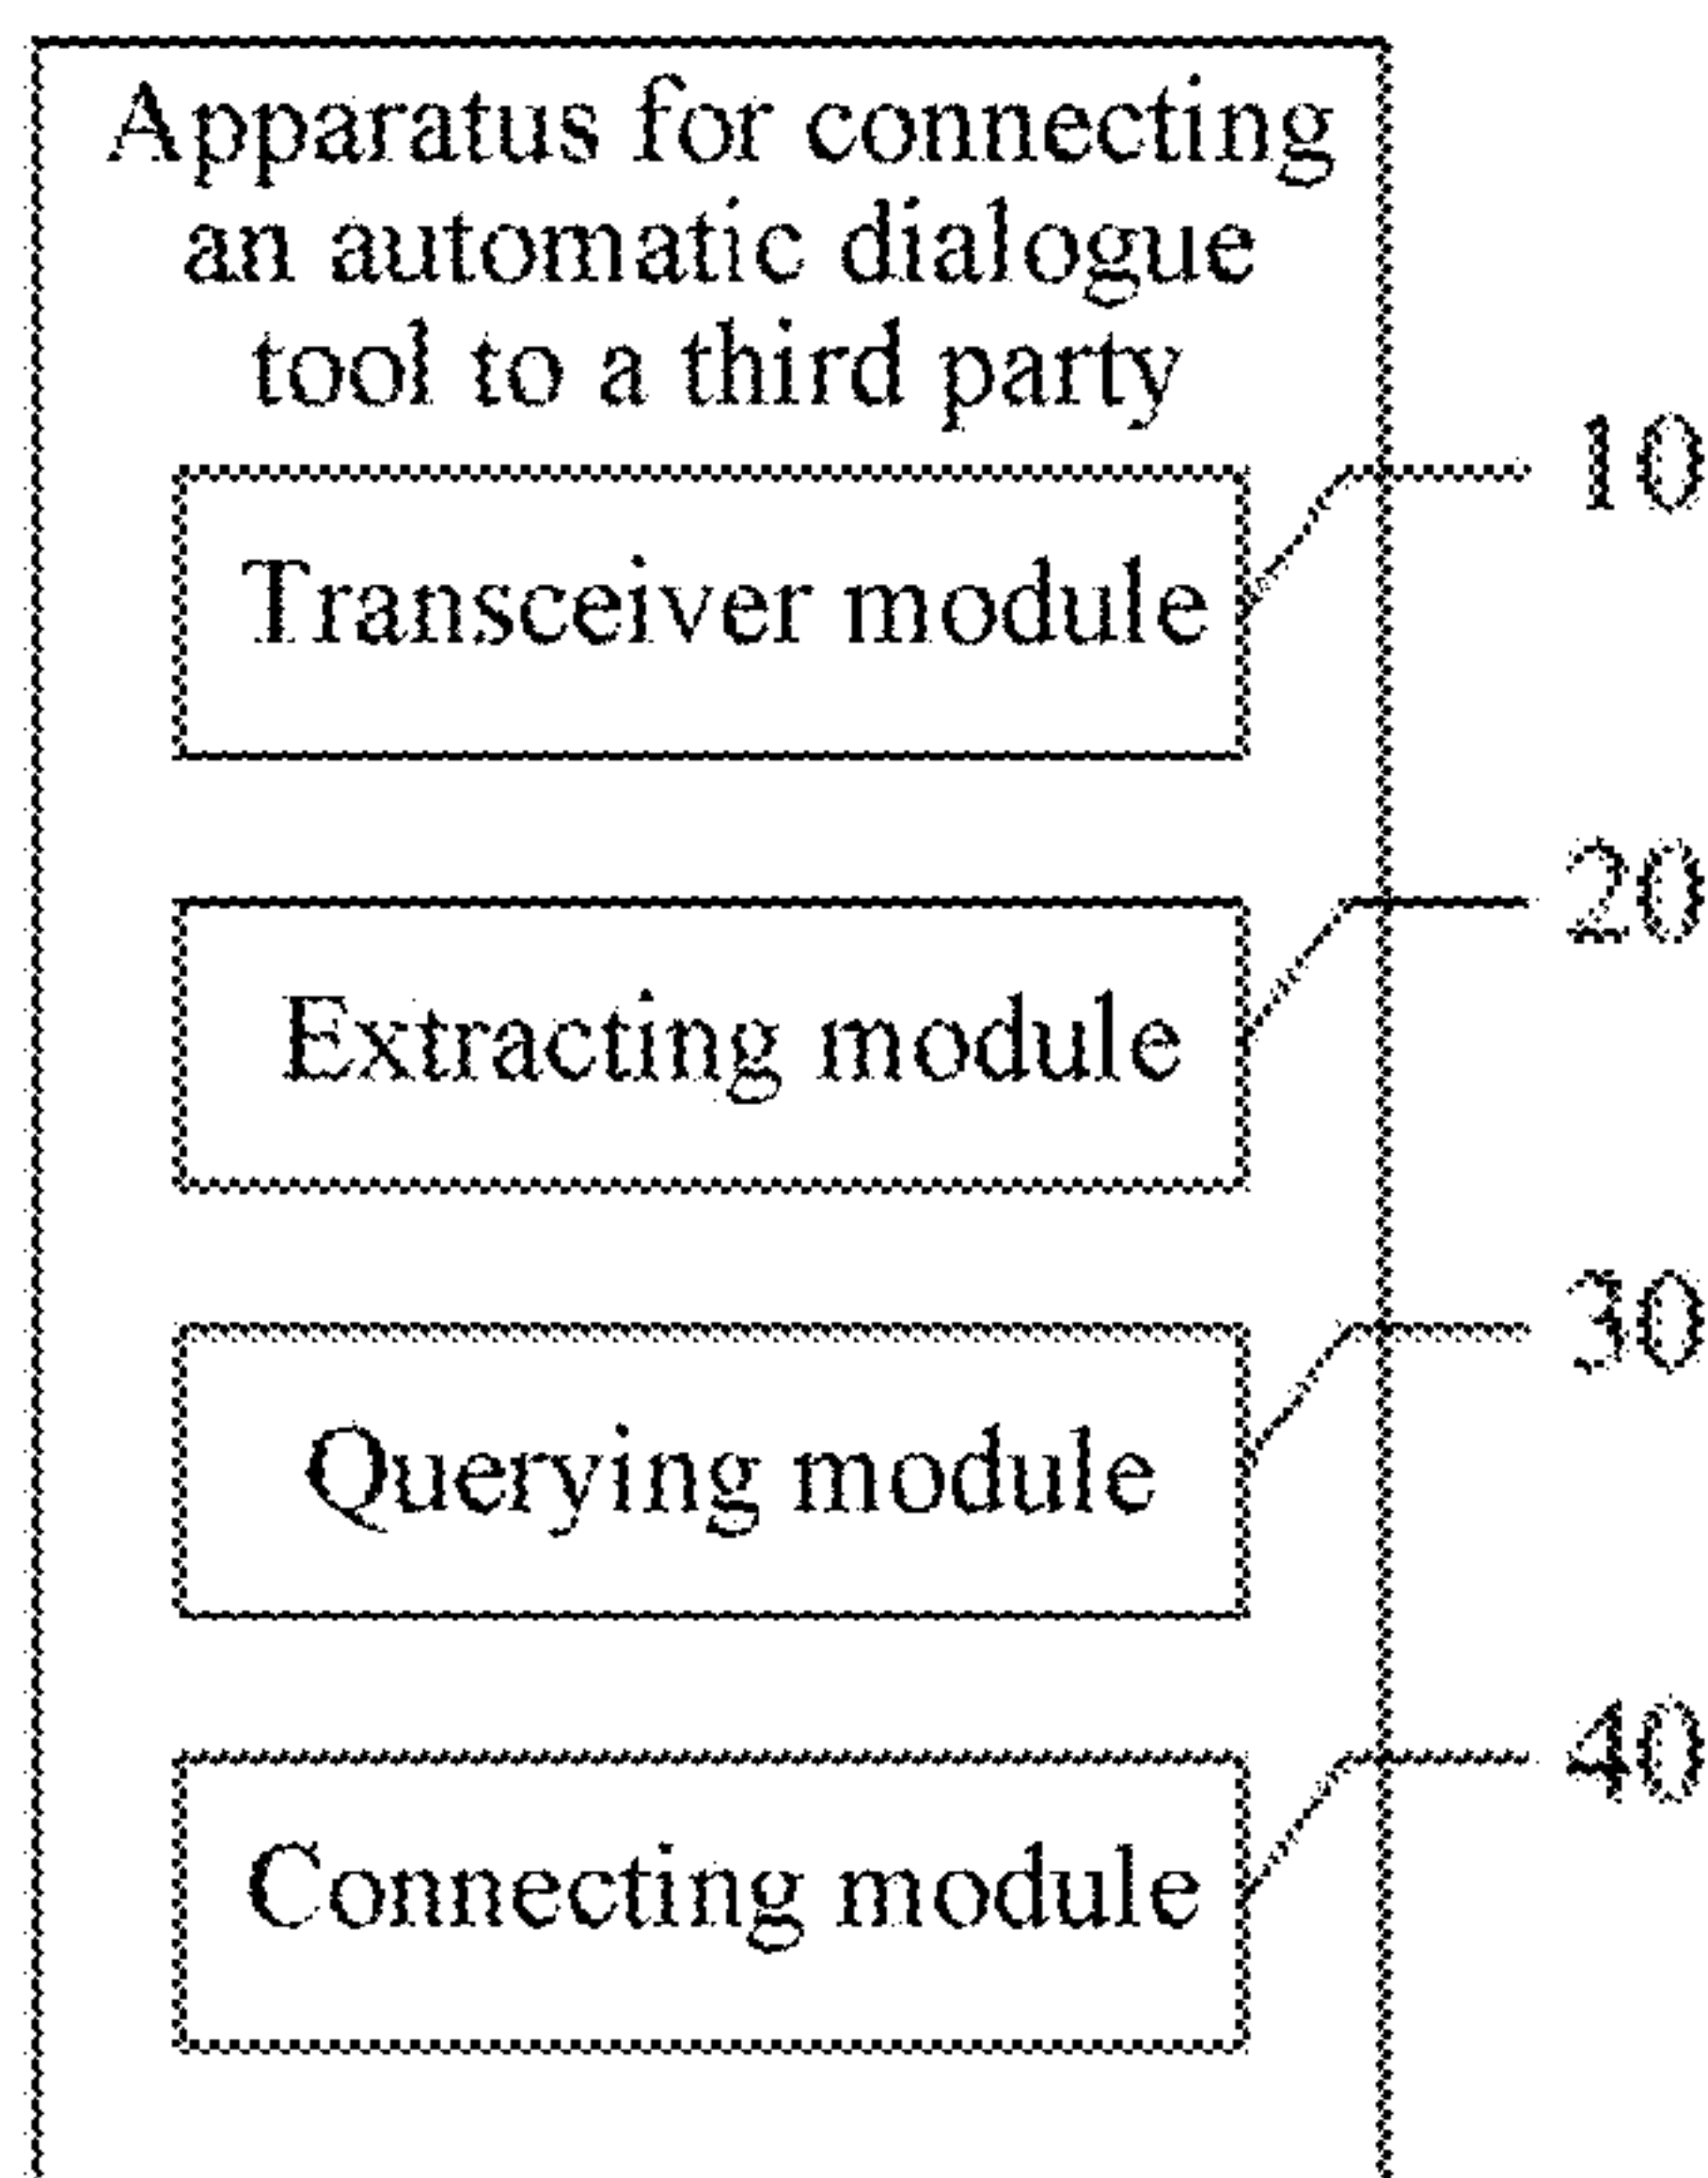 Apparatus for connecting
an automatic dialogue
tool to a third party
10
Transceiver module
20
Extracting module
30
Querying module
40
Connecting module